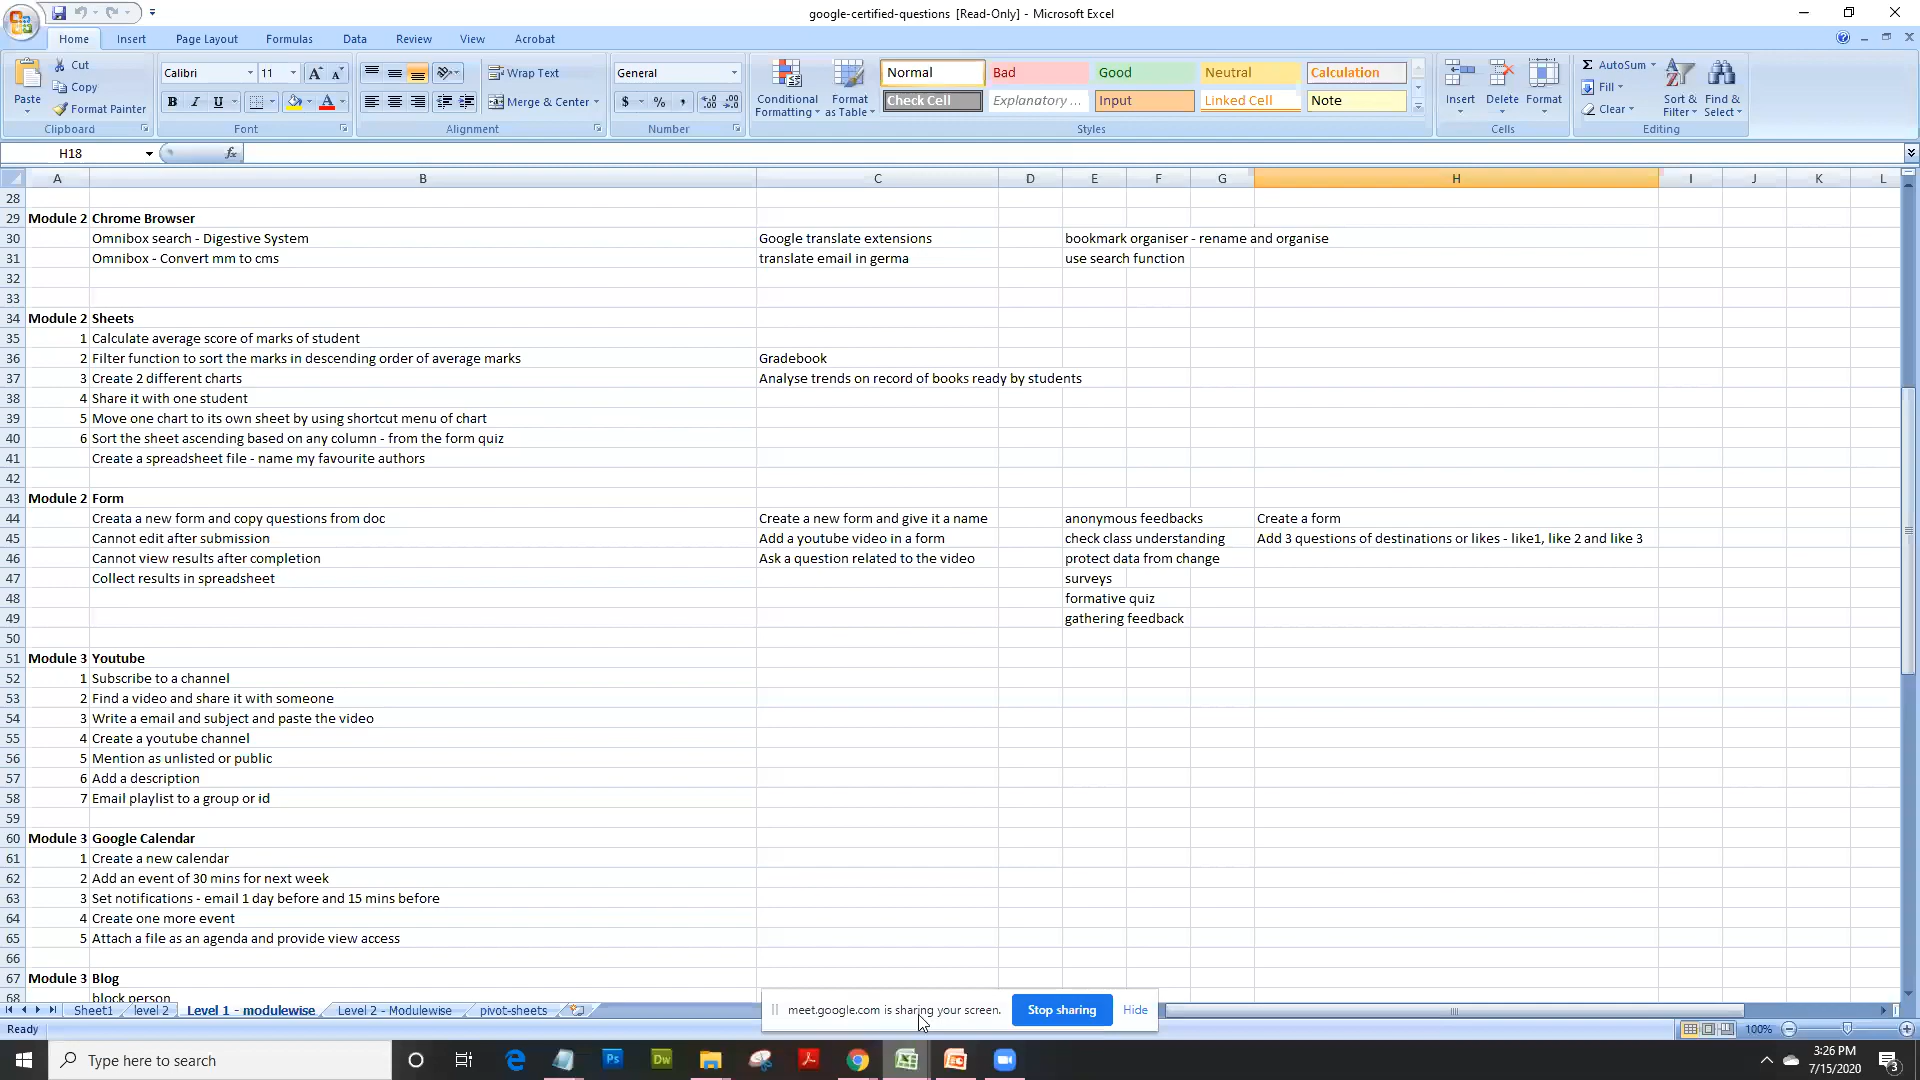 google-certified-questions [Read-Only] - Microsoft Excel
Home Insert Page Layout Formulas Data Review View Acrobat
Paste Cut Copy Format Painter Clipboard
Calibri 11 B I U Font
Wrap Text Merge & Center Alignment
General $ % , Number
Conditional Formatting Format as Table
Normal Bad Good Neutral Calculation
Check Cell Explanatory ... Input Linked Cell Note
Styles
Insert Delete Format Cells
Σ AutoSum Fill Clear Sort & Filter Find & Select Editing
H18 fx
A B C D E F G H I J K L
28
29 Module 2 Chrome Browser
30 Omnibox search - Digestive System Google translate extensions bookmark organiser - rename and organise
31 Omnibox - Convert mm to cms translate email in germa use search function
32
33
34 Module 2 Sheets
35 1 Calculate average score of marks of student
36 2 Filter function to sort the marks in descending order of average marks Gradebook
37 3 Create 2 different charts Analyse trends on record of books ready by students
38 4 Share it with one student
39 5 Move one chart to its own sheet by using shortcut menu of chart
40 6 Sort the sheet ascending based on any column - from the form quiz
41 Create a spreadsheet file - name my favourite authors
42
43 Module 2 Form
44 Creata a new form and copy questions from doc Create a new form and give it a name anonymous feedbacks Create a form
45 Cannot edit after submission Add a youtube video in a form check class understanding Add 3 questions of destinations or likes - like1, like 2 and like 3
46 Cannot view results after completion Ask a question related to the video protect data from change
47 Collect results in spreadsheet surveys
48 formative quiz
49 gathering feedback
50
51 Module 3 Youtube
52 1 Subscribe to a channel
53 2 Find a video and share it with someone
54 3 Write a email and subject and paste the video
55 4 Create a youtube channel
56 5 Mention as unlisted or public
57 6 Add a description
58 7 Email playlist to a group or id
59
60 Module 3 Google Calendar
61 1 Create a new calendar
62 2 Add an event of 30 mins for next week
63 3 Set notifications - email 1 day before and 15 mins before
64 4 Create one more event
65 5 Attach a file as an agenda and provide view access
66
67 Module 3 Blog
68 block person
Sheet1 level 2 Level 1 - modulewise Level 2 - Modulewise pivot-sheets
meet.google.com is sharing your screen. Stop sharing Hide
Ready 100%
Type here to search
Ps Dw
3:26 PM
7/15/2020
3